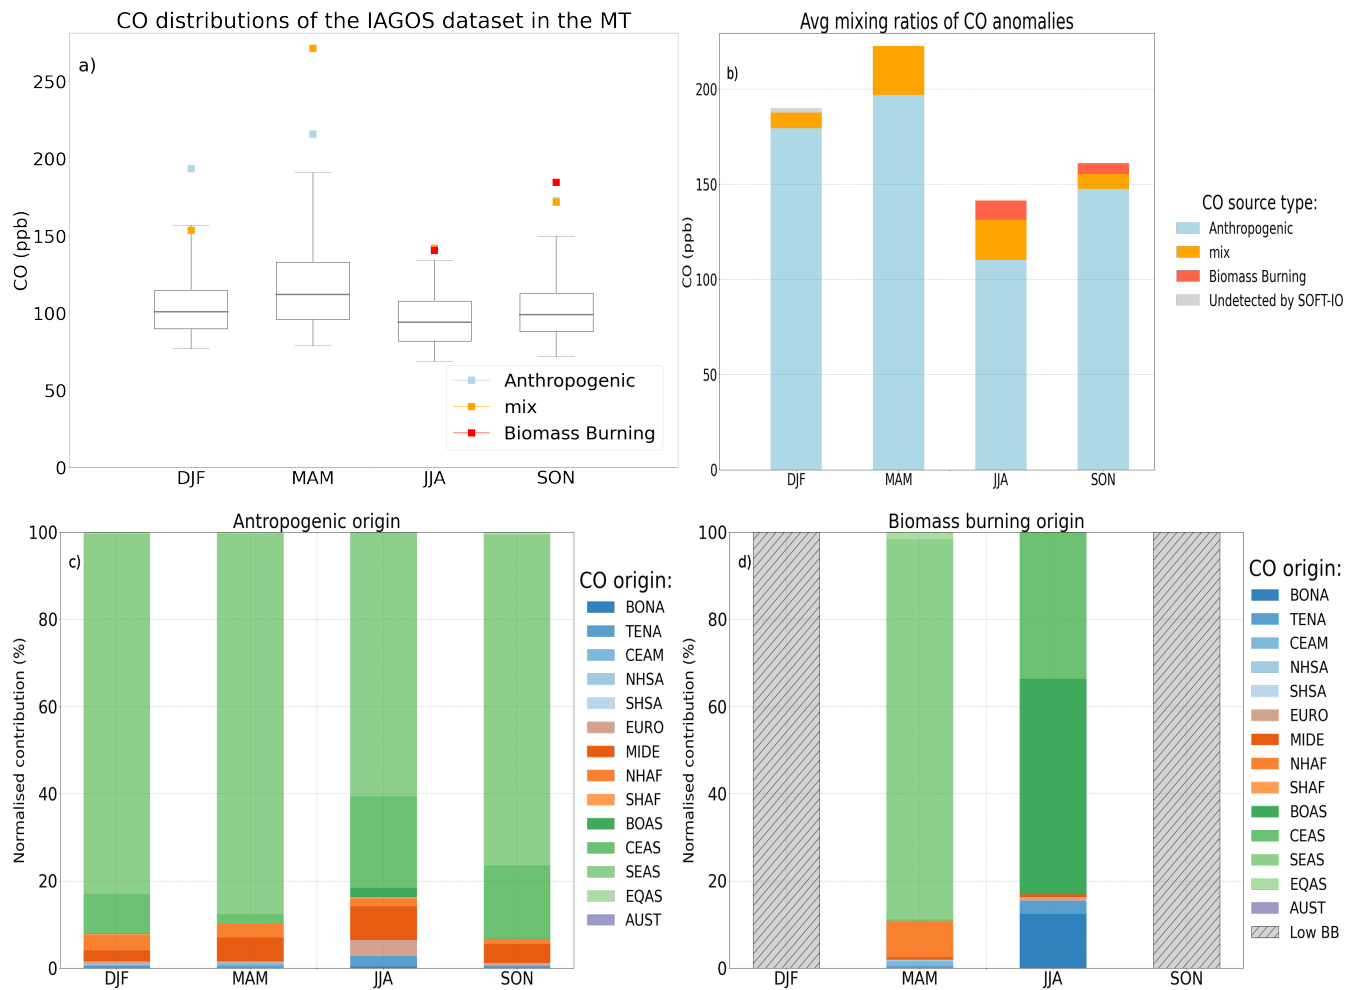 CO distributions of the IAGOS dataset in the MT
a)
CO (ppb)
250
200
150
100
50
0
DJF
MAM
JJA
SON
Anthropogenic
mix
Biomass Burning
Avg mixing ratios of CO anomalies
b)
CO (ppb)
200
150
100
50
0
DJF
MAM
JJA
SON
CO source type:
Anthropogenic
mix
Biomass Burning
Undetected by SOFT-IO
Antropogenic origin
c)
Normalised contribution (%)
100
80
60
40
20
0
DJF
MAM
JJA
SON
CO origin:
BONA
TENA
CEAM
NHSA
SHSA
EURO
MIDE
NHAF
SHAF
BOAS
CEAS
SEAS
EQAS
AUST
Biomass burning origin
d)
Normalised contribution (%)
100
80
60
40
20
0
DJF
MAM
JJA
SON
CO origin:
BONA
TENA
CEAM
NHSA
SHSA
EURO
MIDE
NHAF
SHAF
BOAS
CEAS
SEAS
EQAS
AUST
Low BB